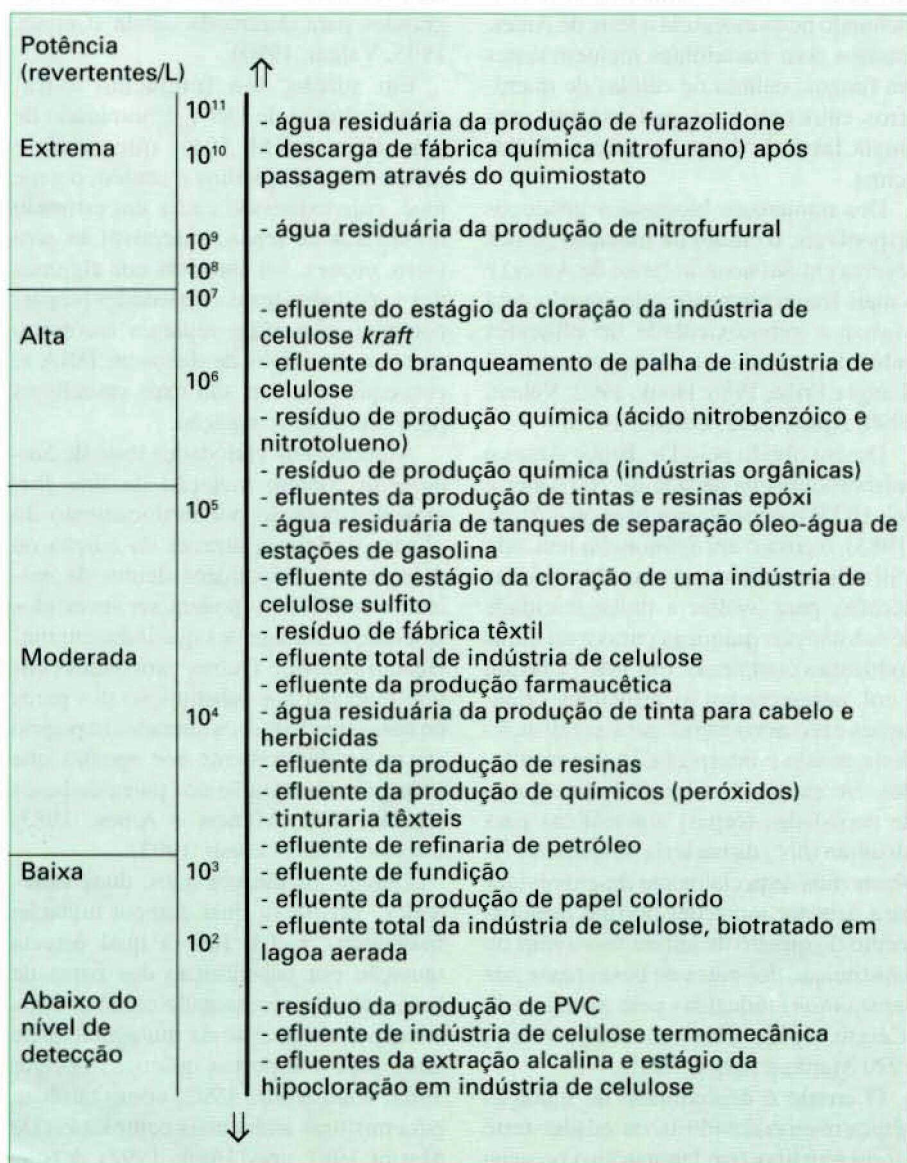 Potência
(revertentes/L) ⇑
10¹¹
- água residuária da produção de furazolidone
Extrema 10¹⁰ - descarga de fábrica química (nitrofurano) após
passagem através do quimiostato
10⁹ - água residuária da produção de nitrofurfural
10⁸
10⁷
- efluente do estágio da cloração da indústria de
Alta celulose kraft
- efluente do branqueamento de palha de indústria de
10⁶ celulose
- resíduo de produção química (ácido nitrobenzóico e
nitrotolueno)
- resíduo de produção química (indústrias orgânicas)
10⁵ - efluentes da produção de tintas e resinas epóxi
- água residuária de tanques de separação óleo-água de
estações de gasolina
- efluente do estágio da cloração de uma indústria de
celulose sulfito
- resíduo de fábrica têxtil
Moderada - efluente total de indústria de celulose
- efluente da produção farmacêutica
10⁴ - água residuária da produção de tinta para cabelo e
herbicidas
- efluente da produção de resinas
- efluente da produção de químicos (peróxidos)
- tinturaria têxteis
- efluente de refinaria de petróleo
Baixa 10³ - efluente de fundição
- efluente da produção de papel colorido
- efluente total da indústria de celulose, biotratado em
10² lagoa aerada
Abaixo do - resíduo da produção de PVC
nível de - efluente de indústria de celulose termomecânica
detecção - efluentes da extração alcalina e estágio da
hipocloração em indústria de celulose
⇓